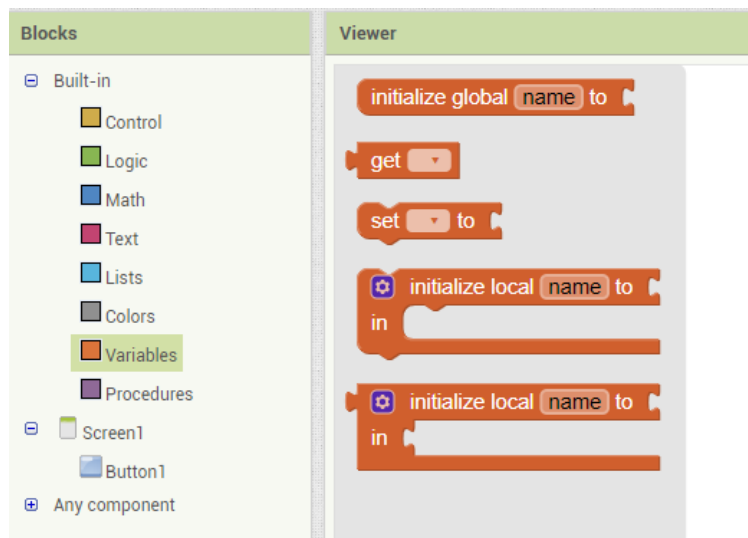 Blocks
Built-in
Control
Logic
Math
Text
Lists
Colors
Variables
Procedures
Screen1
Button1
Any component
Viewer
initialize global name to
get
set to
initialize local name to
in
initialize local name to
in